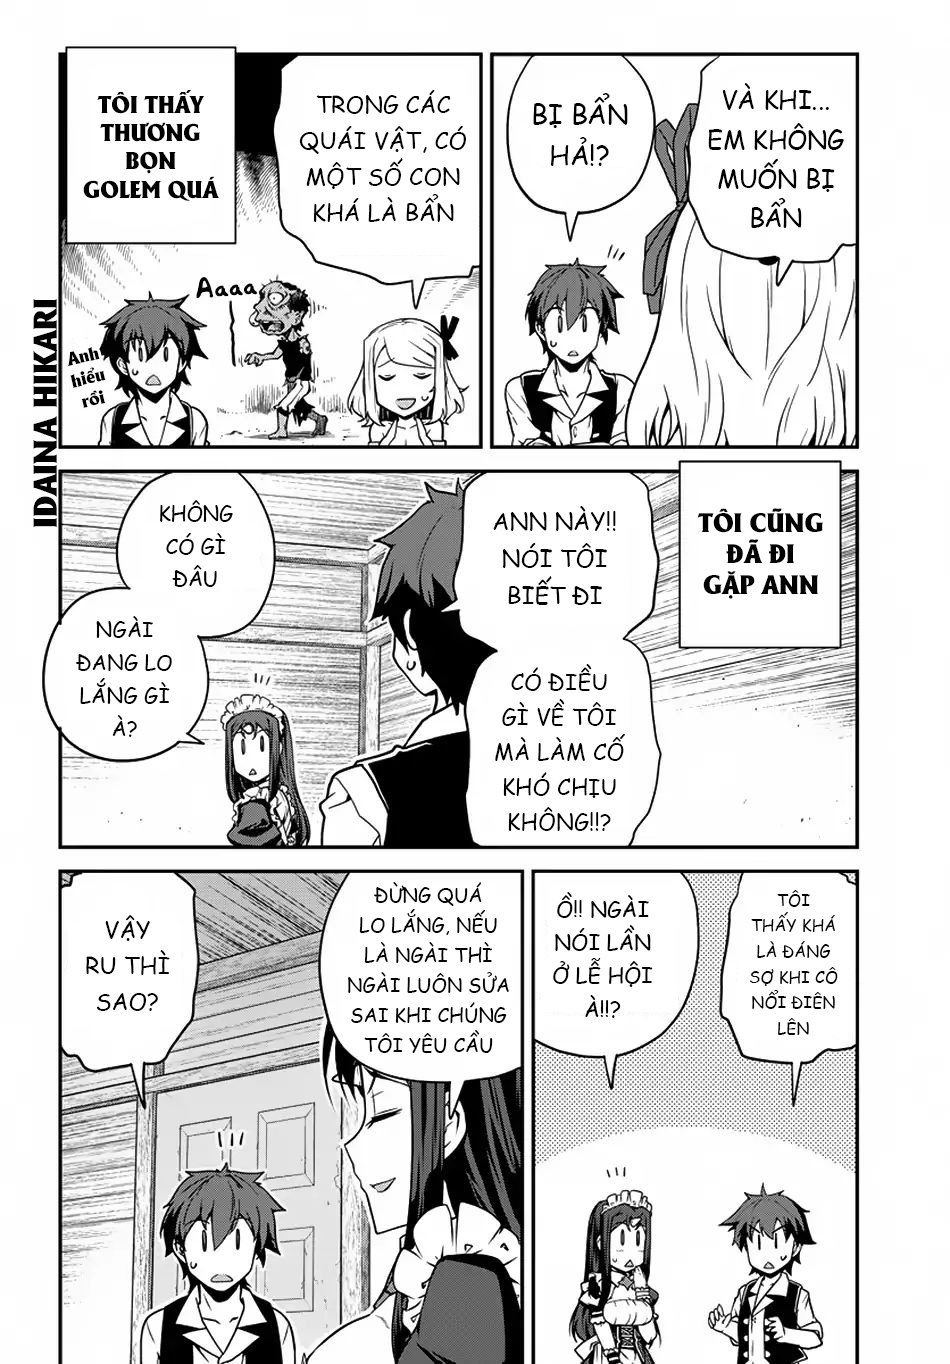 VÀ KHI...
EM KHÔNG
MUỐN BỊ
BẨN
BỊ BẨN
HẢ!?
TRONG CÁC
QUÁI VẬT, CÓ
MỘT SỐ CON
KHÁ LÀ BẨN
TÔI THẤY
THƯƠNG
BỌN
GOLEM QUÁ
Aaaa
Anh
hiểu
rồi
IDAINA HIKARI
TÔI CŨNG
ĐÃ ĐI
GẶP ANN
ANN NÀY!!
NÓI TÔI
BIẾT ĐI
CÓ ĐIỀU
GÌ VỀ TÔI
MÀ LÀM CỐ
KHÓ CHỊU
KHÔNG!!?
KHÔNG
CÓ GÌ
ĐÂU
NGÀI
ĐANG LO
LẮNG GÌ
À?
TÔI
THẤY KHÁ
LÀ ĐÁNG
SỢ KHI CÔ
NỔI ĐIÊN
LÊN
Ồ!! NGÀI
NÓI LẦN
Ở LỄ HỘI
À!!?
ĐỪNG QUÁ
LO LẮNG, NẾU
LÀ NGÀI THÌ
NGÀI LUÔN SỬA
SAI KHI CHÚNG
TÔI YÊU CẦU
VẬY
RU THÌ
SAO?